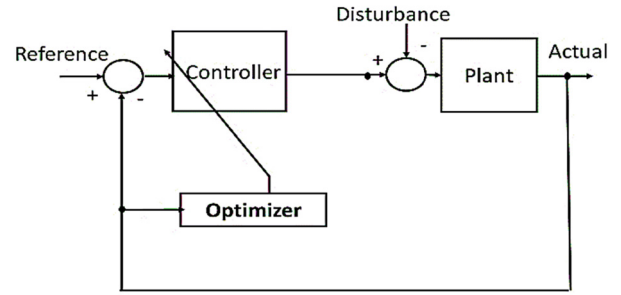 Disturbance
Reference
+
-
Controller
+
-
Plant
Actual
Optimizer